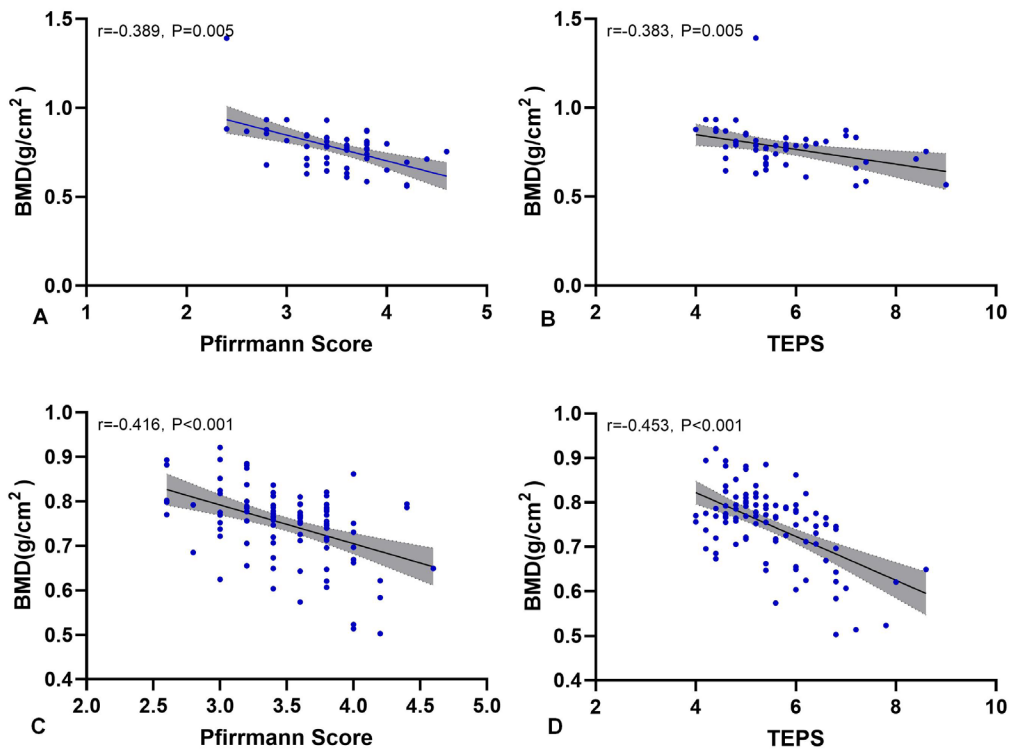 r=-0.389, P=0.005
BMD(g/cm²)
1.5
1.0
0.5
0.0
1 2 3 4 5
Pfirrmann Score
A
r=-0.383, P=0.005
BMD(g/cm²)
1.5
1.0
0.5
0.0
2 4 6 8 10
TEPS
B
r=-0.416, P<0.001
BMD(g/cm²)
1.0
0.9
0.8
0.7
0.6
0.5
0.4
2.0 2.5 3.0 3.5 4.0 4.5 5.0
Pfirrmann Score
C
r=-0.453, P<0.001
BMD(g/cm²)
1.0
0.9
0.8
0.7
0.6
0.5
0.4
4 6 8 10
TEPS
D